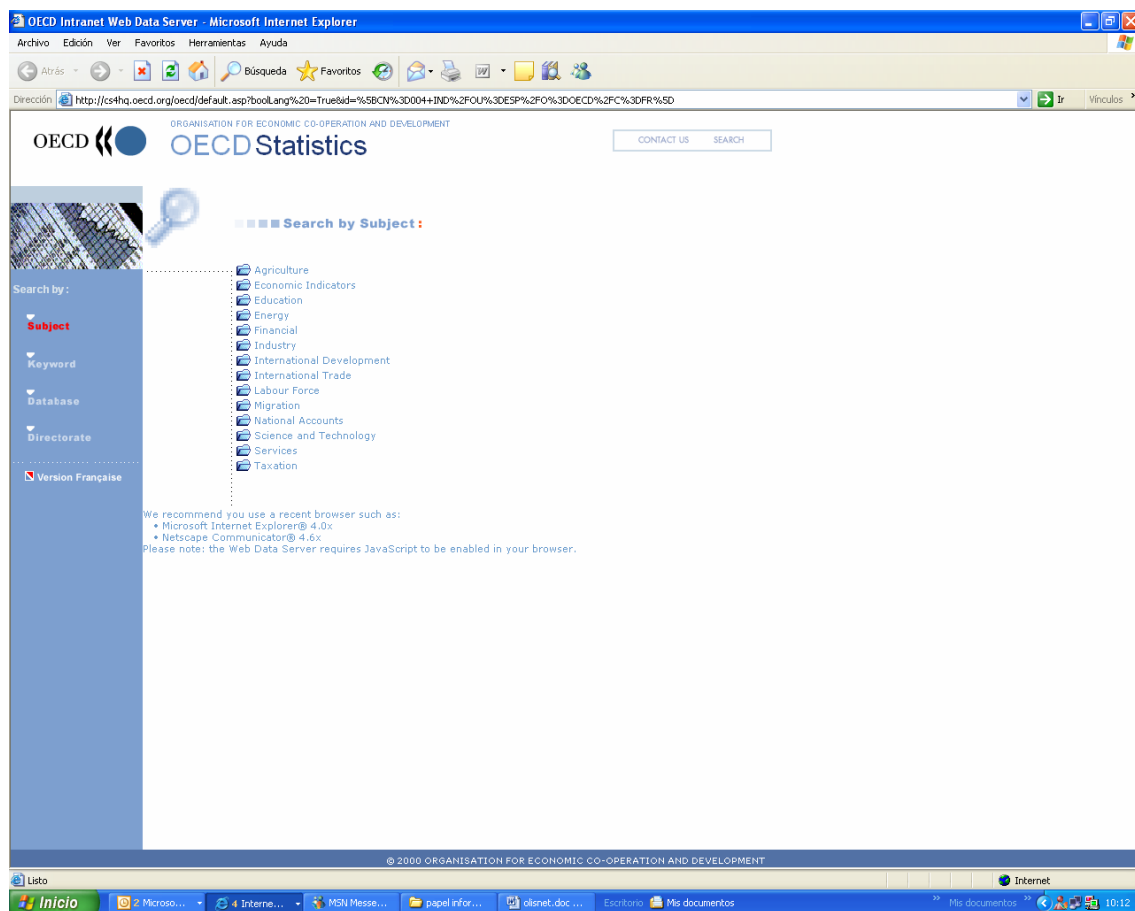 OECD Intranet Web Data Server - Microsoft Internet Explorer
Archivo Edición Ver Favoritos Herramientas Ayuda
Atrás Búsqueda Favoritos
Dirección http://cs4hq.oecd.org/oecd/default.asp?boolLang%20=True&id=%5BCN%3D004+IND%2FOU%3DESP%2FO%3DOECD%2FC%3DFR%5D Ir Vínculos »
OECD
ORGANISATION FOR ECONOMIC CO-OPERATION AND DEVELOPMENT
OECD Statistics
CONTACT US SEARCH
Search by Subject :
Agriculture
Economic Indicators
Education
Energy
Financial
Industry
International Development
International Trade
Labour Force
Migration
National Accounts
Science and Technology
Services
Taxation
Search by :
Subject
Keyword
Database
Directorate
Version Française
We recommend you use a recent browser such as:
• Microsoft Internet Explorer® 4.0x
• Netscape Communicator® 4.6x
Please note: the Web Data Server requires JavaScript to be enabled in your browser.
© 2000 ORGANISATION FOR ECONOMIC CO-OPERATION AND DEVELOPMENT
Listo Internet
Inicio 2 Microso... 4 Interne... MSN Messe... papel infor... olisnet.doc ... Escritorio Mis documentos » Mis documentos » 10:12